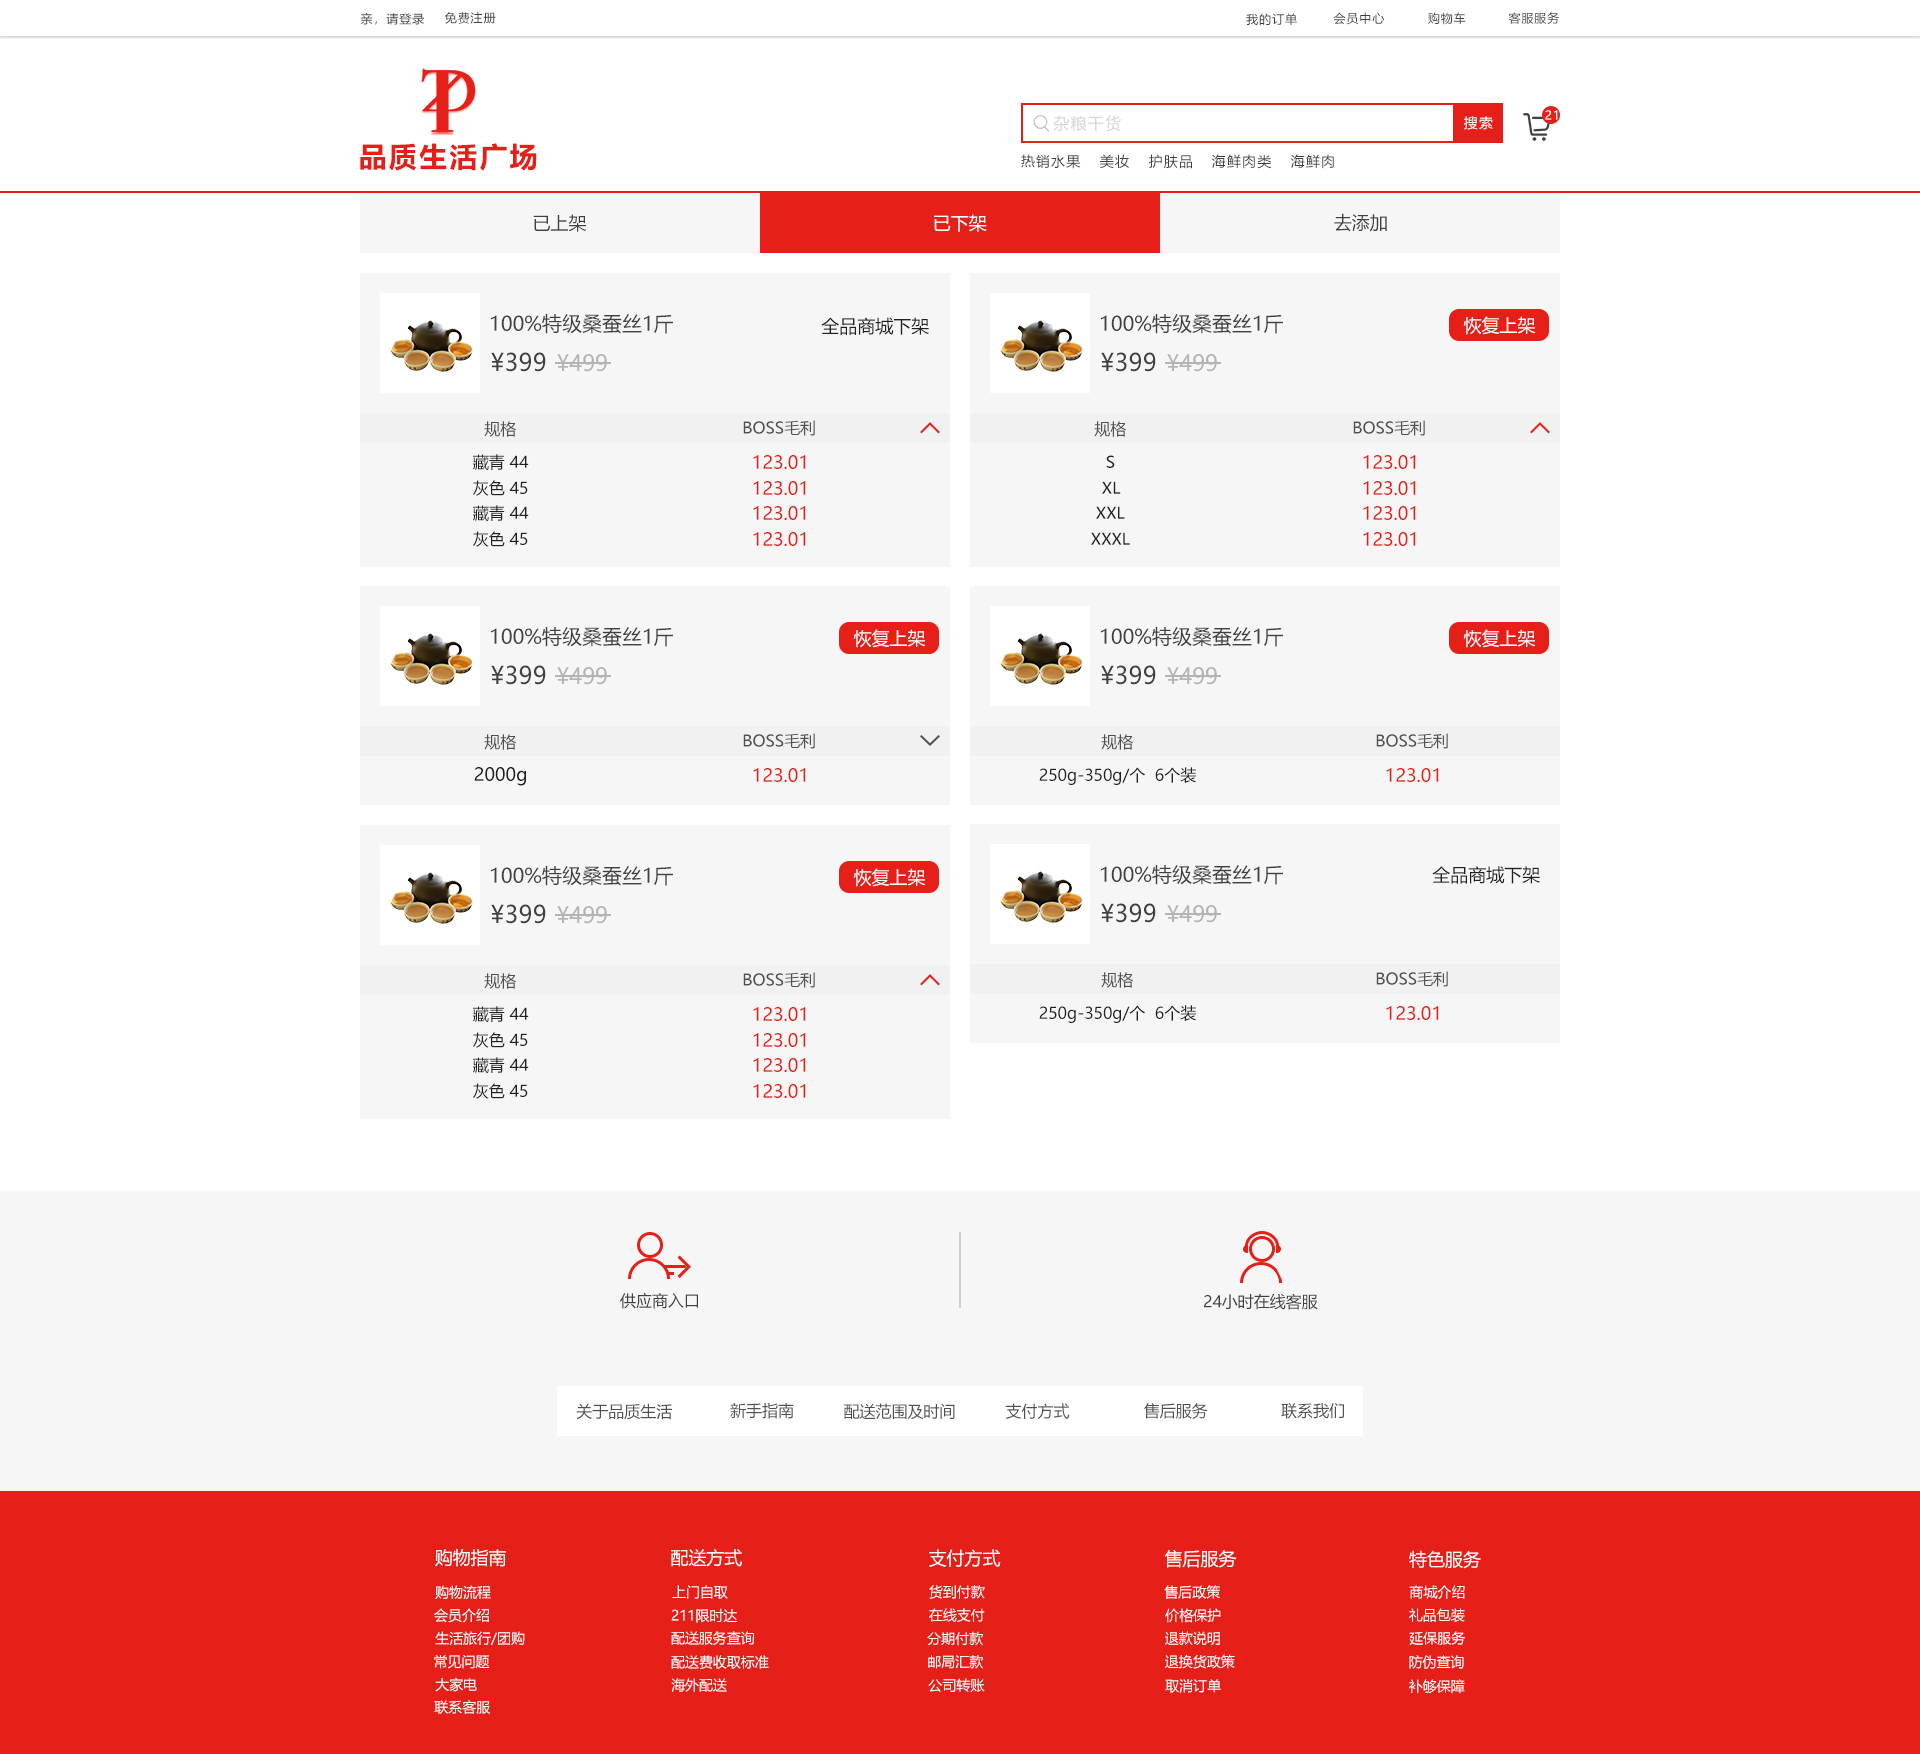 亲，请登录 免费注册 我的订单 会员中心 购物车 客服服务
品质生活广场
杂粮干货 搜索 21
热销水果 美妆 护肤品 海鲜肉类 海鲜肉
已上架 已下架 去添加
100%特级桑蚕丝1斤 全品商城下架
¥399 ¥499
规格 BOSS毛利
藏青 44 123.01
灰色 45 123.01
藏青 44 123.01
灰色 45 123.01
100%特级桑蚕丝1斤 恢复上架
¥399 ¥499
规格 BOSS毛利
S 123.01
XL 123.01
XXL 123.01
XXXL 123.01
100%特级桑蚕丝1斤 恢复上架
¥399 ¥499
规格 BOSS毛利
2000g 123.01
100%特级桑蚕丝1斤 恢复上架
¥399 ¥499
规格 BOSS毛利
250g-350g/个 6个装 123.01
100%特级桑蚕丝1斤 恢复上架
¥399 ¥499
规格 BOSS毛利
藏青 44 123.01
灰色 45 123.01
藏青 44 123.01
灰色 45 123.01
100%特级桑蚕丝1斤 全品商城下架
¥399 ¥499
规格 BOSS毛利
250g-350g/个 6个装 123.01
供应商入口 24小时在线客服
关于品质生活 新手指南 配送范围及时间 支付方式 售后服务 联系我们
购物指南
购物流程
会员介绍
生活旅行/团购
常见问题
大家电
联系客服
配送方式
上门自取
211限时达
配送服务查询
配送费收取标准
海外配送
支付方式
货到付款
在线支付
分期付款
邮局汇款
公司转账
售后服务
售后政策
价格保护
退款说明
退换货政策
取消订单
特色服务
商城介绍
礼品包装
延保服务
防伪查询
补够保障